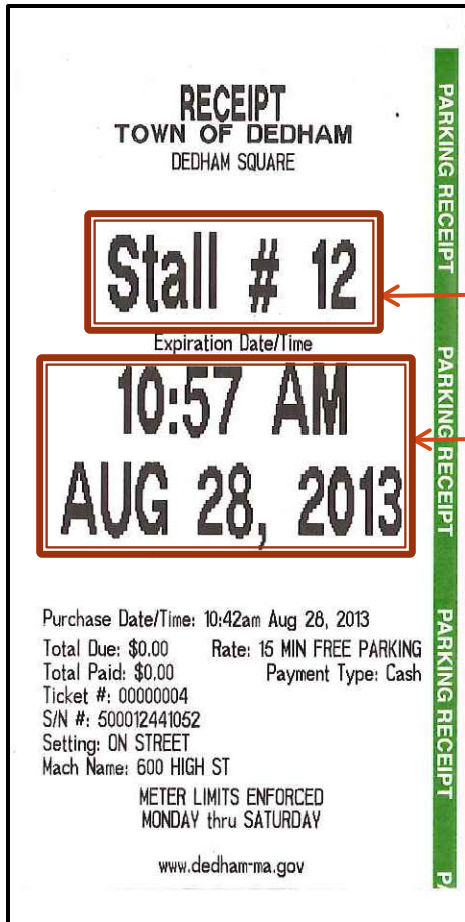 RECEIPT
TOWN OF DEDHAM
DEDHAM SQUARE
Stall # 12
Expiration Date/Time
10:57 AM
AUG 28, 2013
Purchase Date/Time: 10:42am Aug 28, 2013
Total Due: $0.00 Rate: 15 MIN FREE PARKING
Total Paid: $0.00 Payment Type: Cash
Ticket #: 00000004
S/N #: 500012441052
Setting: ON STREET
Mach Name: 600 HIGH ST
METER LIMITS ENFORCED
MONDAY thru SATURDAY
www.dedham-ma.gov
PARKING RECEIPT
PARKING RECEIPT
PARKING RECEIPT